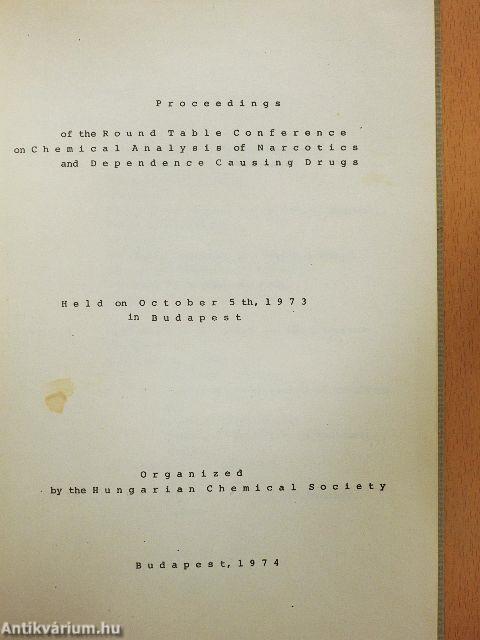 Proceedings
of the Round Table Conference
on Chemical Analysis of Narcotics
and Dependence Causing Drugs
Held on October 5th, 1973
in Budapest
Organized
by the Hungarian Chemical Society
Budapest, 1974
Antikvárium.hu